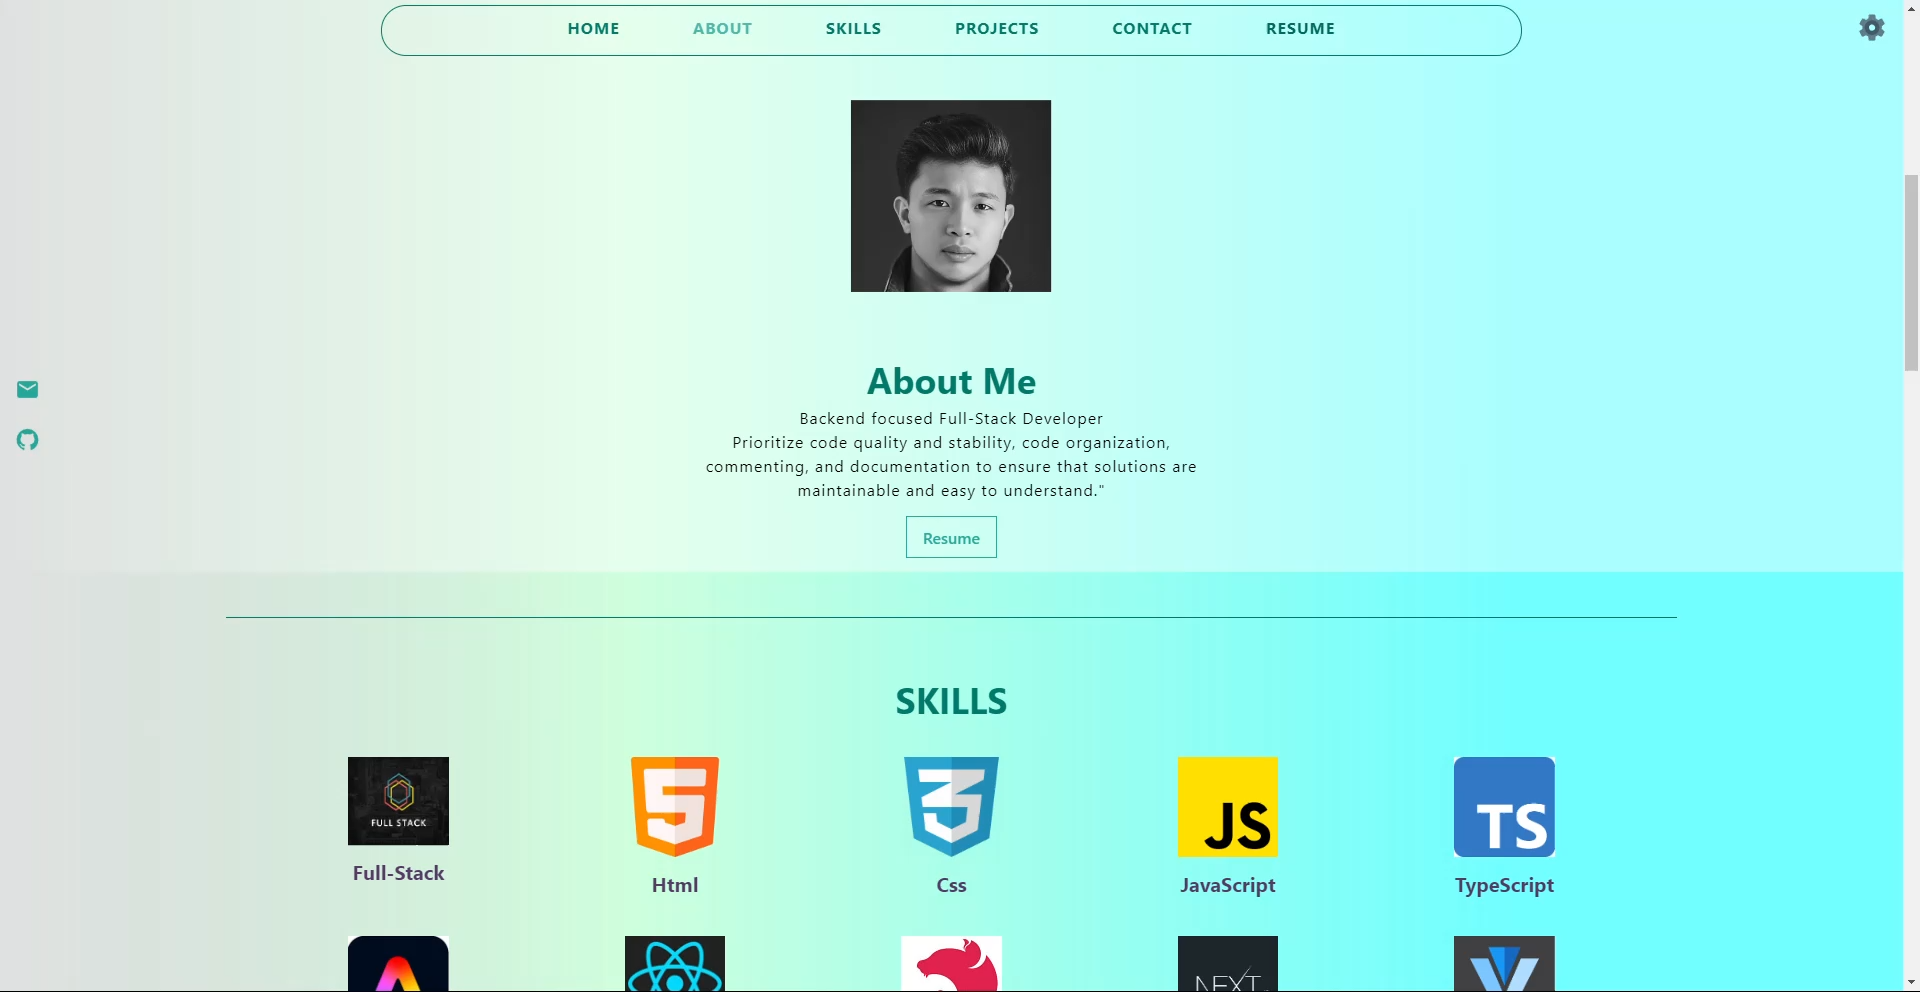 HOME ABOUT SKILLS PROJECTS CONTACT RESUME
About Me
Backend focused Full-Stack Developer
Prioritize code quality and stability, code organization,
commenting, and documentation to ensure that solutions are
maintainable and easy to understand."
Resume
SKILLS
FULL STACK
JS
TS
Full-Stack
Html
Css
JavaScript
TypeScript
NEXT